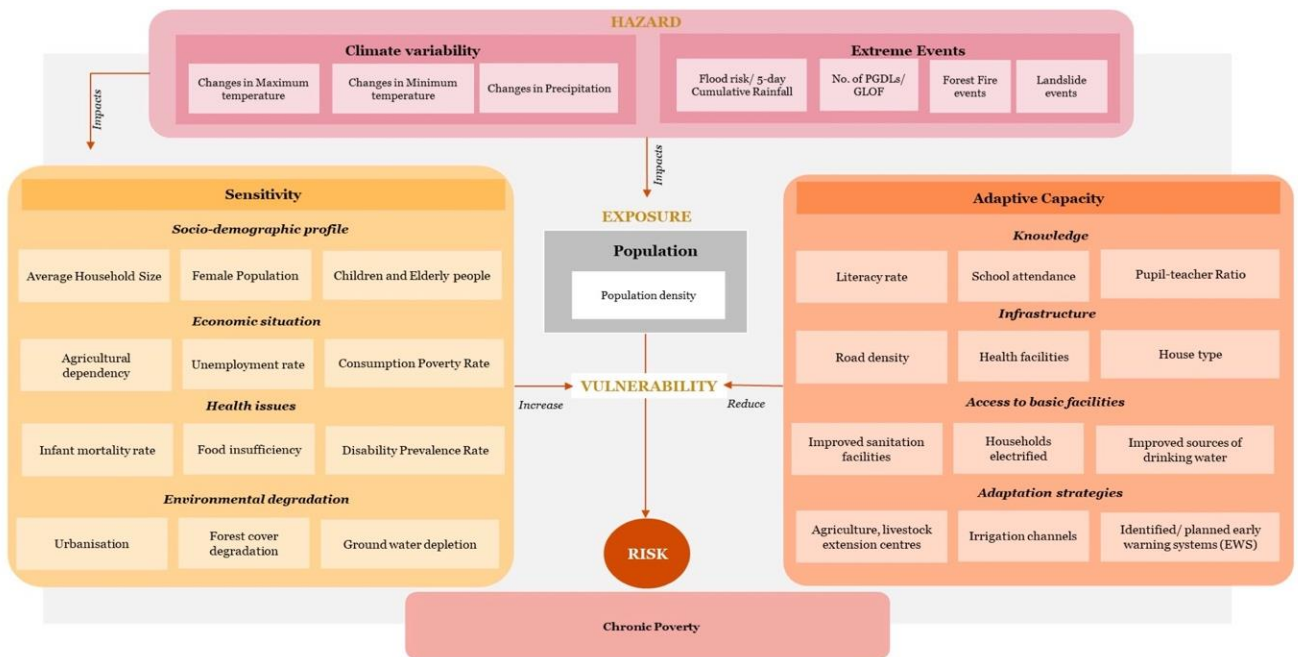 HAZARD
Climate variability
Changes in Maximum
temperature
Changes in Minimum
temperature
Changes in Precipitation
Extreme Events
Flood risk/ 5-day
Cumulative Rainfall
No. of PGDLs/
GLOF
Forest Fire
events
Landslide
events
Impacts
Impacts
Sensitivity
Socio-demographic profile
Average Household Size
Female Population
Children and Elderly people
Economic situation
Agricultural
dependency
Unemployment rate
Consumption Poverty Rate
Health issues
Infant mortality rate
Food insufficiency
Disability Prevalence Rate
Environmental degradation
Urbanisation
Forest cover
degradation
Ground water depletion
EXPOSURE
Population
Population density
Increase
VULNERABILITY
Reduce
RISK
Adaptive Capacity
Knowledge
Literacy rate
School attendance
Pupil-teacher Ratio
Infrastructure
Road density
Health facilities
House type
Access to basic facilities
Improved sanitation
facilities
Households
electrified
Improved sources of
drinking water
Adaptation strategies
Agriculture, livestock
extension centres
Irrigation channels
Identified/ planned early
warning systems (EWS)
Chronic Poverty